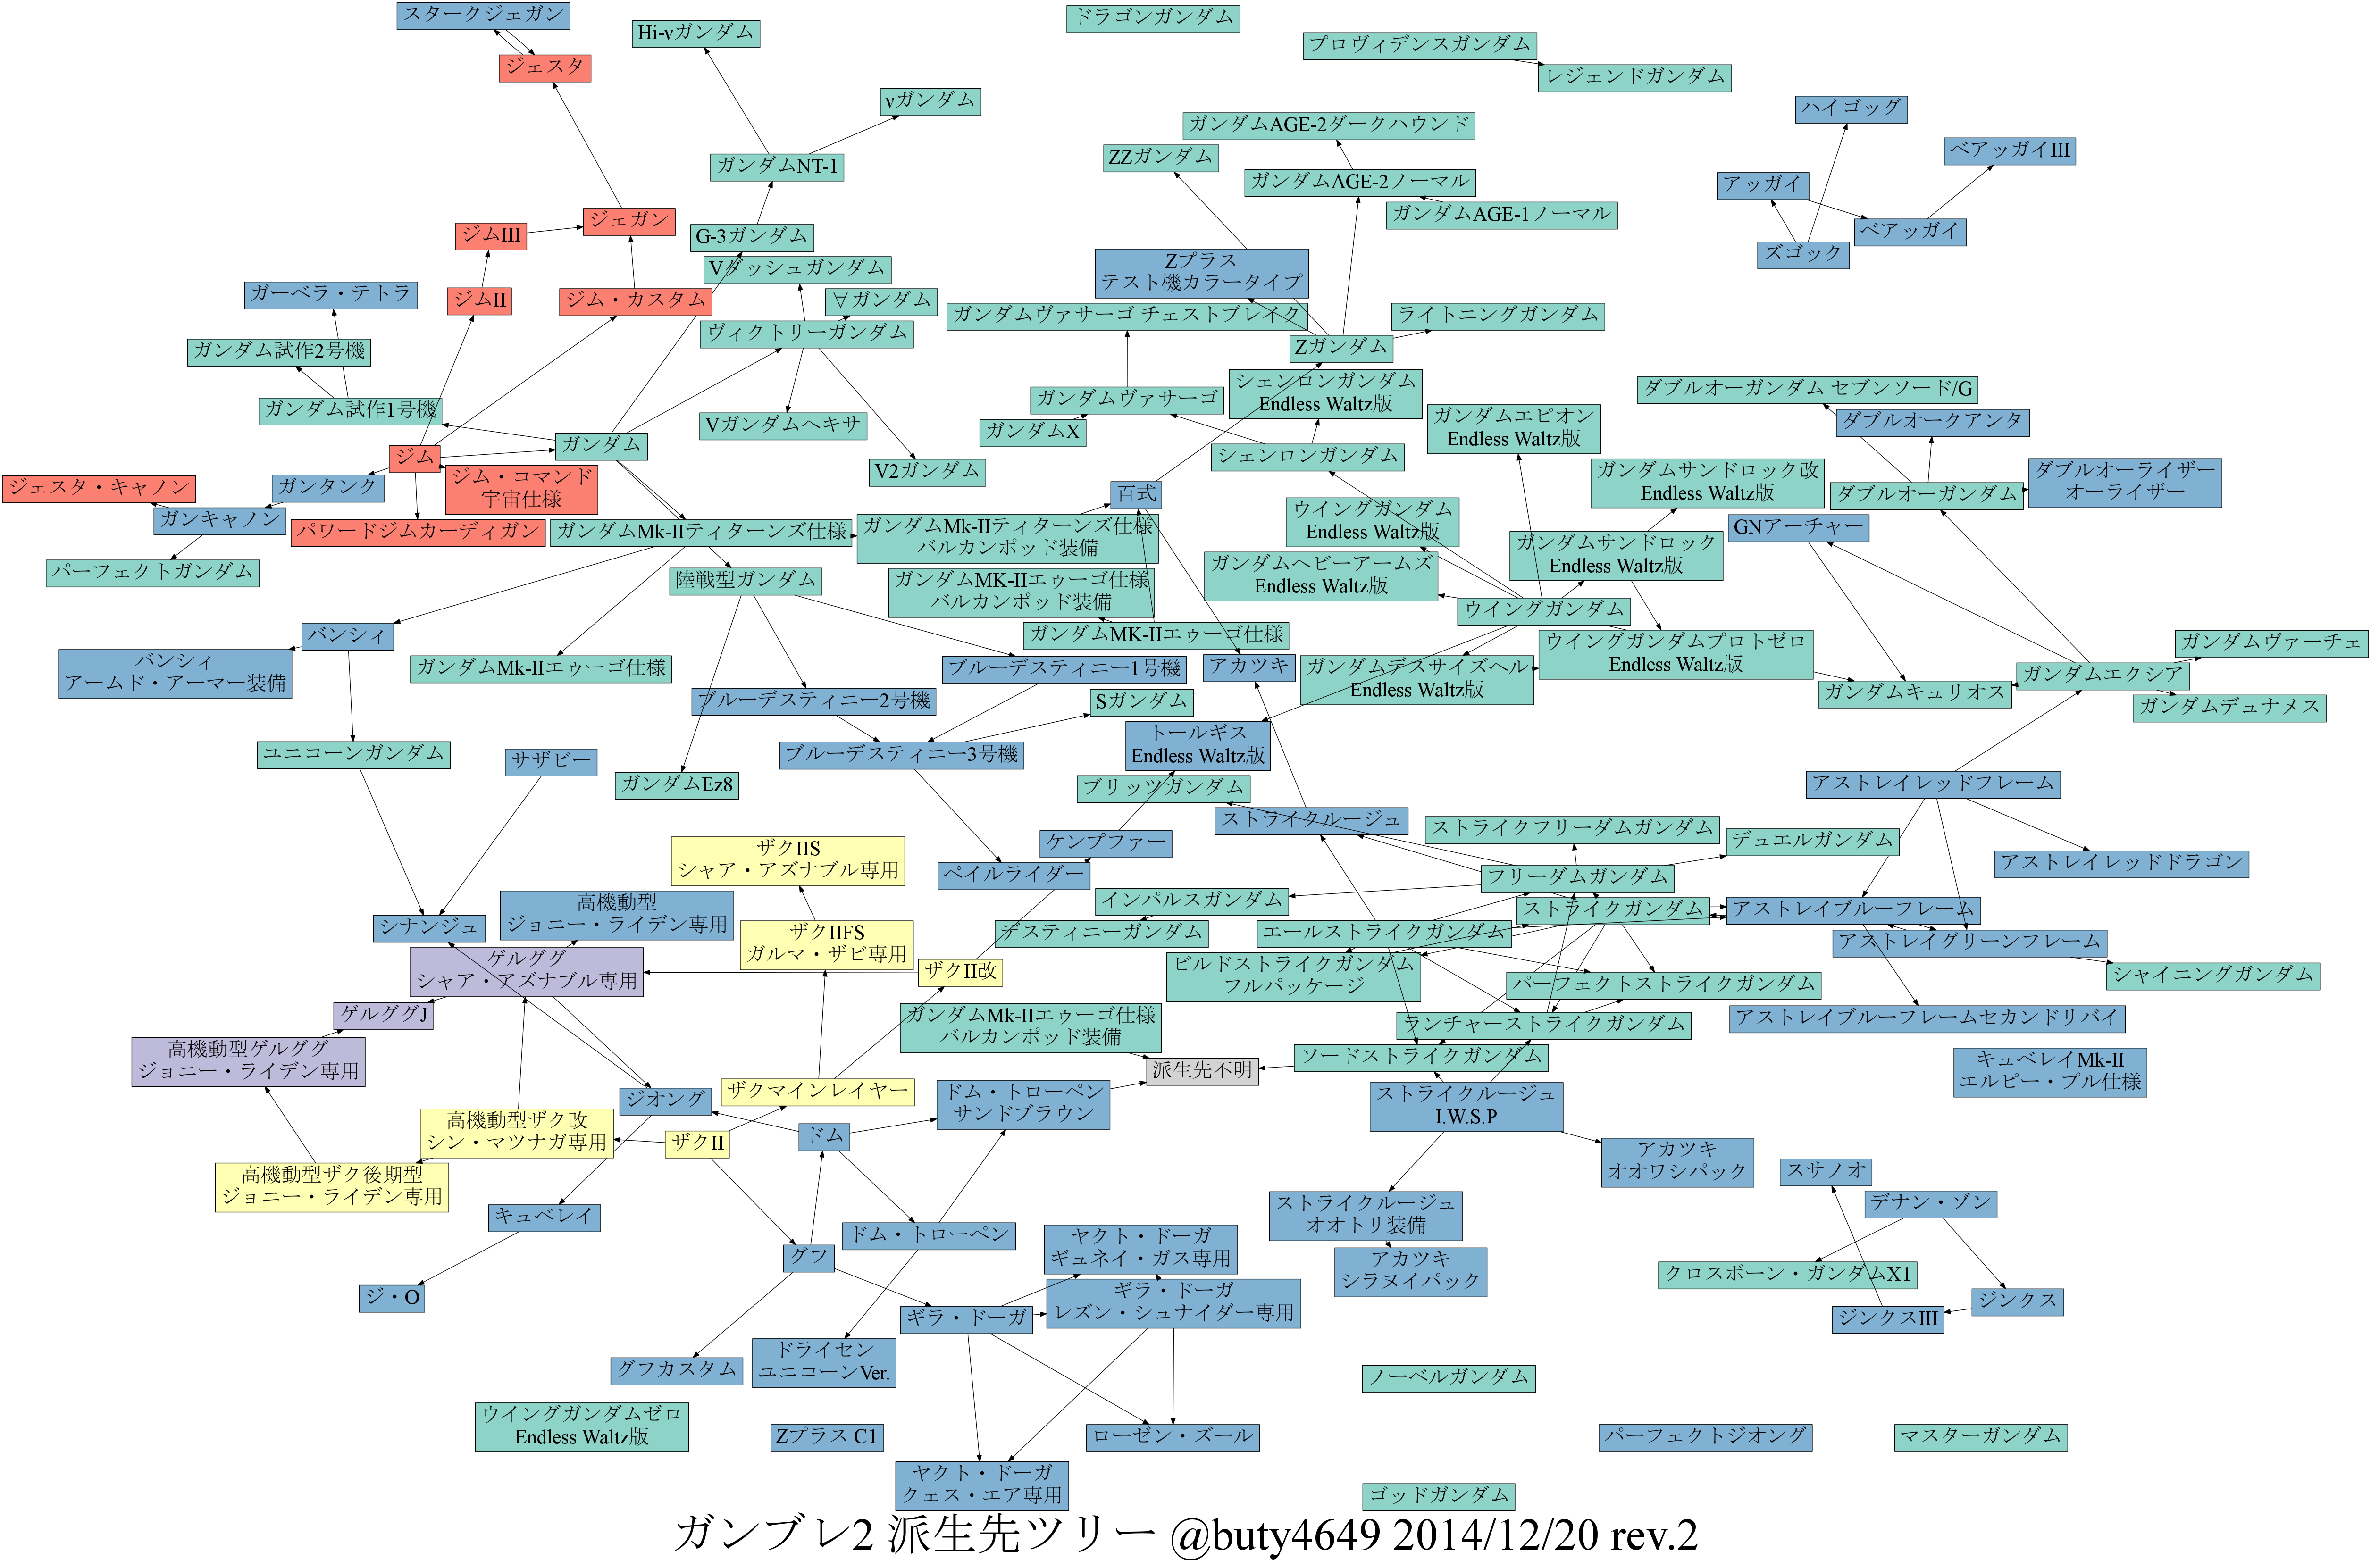 スタークジェガン
ジェスタ
Hi-νガンダム
ドラゴンガンダム
プロヴィデンスガンダム
レジェンドガンダム
νガンダム
ガンダムAGE-2ダークハウンド
ハイゴッグ
ZZガンダム
ベアッガイIII
ガンダムNT-1
ガンダムAGE-2ノーマル
アッガイ
ガンダムAGE-1ノーマル
ジェガン
ジムIII
G-3ガンダム
ベアッガイ
ズゴック
Vダッシュガンダム
Zプラス
テスト機カラータイプ
ガーベラ・テトラ
ジムII
ジム・カスタム
∀ガンダム
ガンダムヴァサーゴ チェストブレイク
ライトニングガンダム
ヴィクトリーガンダム
ガンダム試作2号機
Zガンダム
シェンロンガンダム
Endless Waltz版
ダブルオーガンダム セブンソード/G
ガンダムヴァサーゴ
ガンダム試作1号機
Vガンダムヘキサ
ガンダムX
ガンダムエピオン
Endless Waltz版
ダブルオークアンタ
ガンダム
ジム
シェンロンガンダム
V2ガンダム
ガンダムサンドロック改
Endless Waltz版
ダブルオーライザー
オーライザー
ジム・コマンド
宇宙仕様
ジェスタ・キャノン
ガンタンク
百式
ダブルオーガンダム
ガンキャノン
パワードジムカーディガン
ガンダムMk-IIティターンズ仕様
ガンダムMk-IIティターンズ仕様
バルカンポッド装備
ウイングガンダム
Endless Waltz版
GNアーチャー
ガンダムサンドロック
Endless Waltz版
パーフェクトガンダム
陸戦型ガンダム
ガンダムMK-IIエゥーゴ仕様
バルカンポッド装備
ガンダムヘビーアームズ
Endless Waltz版
ウイングガンダム
バンシィ
ガンダムMK-IIエゥーゴ仕様
ウイングガンダムプロトゼロ
Endless Waltz版
ガンダムヴァーチェ
バンシィ
アームド・アーマー装備
ガンダムMk-IIエゥーゴ仕様
ブルーデスティニー1号機
アカツキ
ガンダムデスサイズヘル
Endless Waltz版
ガンダムエクシア
ガンダムキュリオス
ブルーデスティニー2号機
Sガンダム
ガンダムデュナメス
トールギス
Endless Waltz版
ユニコーンガンダム
サザビー
ブルーデスティニー3号機
ガンダムEz8
ブリッツガンダム
アストレイレッドフレーム
ストライクルージュ
ストライクフリーダムガンダム
デュエルガンダム
ケンプファー
ザクIIS
シャア・アズナブル専用
アストレイレッドドラゴン
ペイルライダー
フリーダムガンダム
インパルスガンダム
高機動型
ジョニー・ライデン専用
ストライクガンダム
アストレイブルーフレーム
シナンジュ
デスティニーガンダム
エールストライクガンダム
ザクIIFS
ガルマ・ザビ専用
アストレイグリーンフレーム
ゲルググ
シャア・アズナブル専用
ザクII改
ビルドストライクガンダム
フルパッケージ
パーフェクトストライクガンダム
シャイニングガンダム
ゲルググJ
ガンダムMk-IIエゥーゴ仕様
バルカンポッド装備
ランチャーストライクガンダム
アストレイブルーフレームセカンドリバイ
高機動型ゲルググ
ジョニー・ライデン専用
ソードストライクガンダム
派生先不明
キュベレイMk-II
エルピー・プル仕様
ザクマインレイヤー
ジオング
ドム・トローペン
サンドブラウン
ストライクルージュ
I.W.S.P
高機動型ザク改
シン・マツナガ専用
ザクII
ドム
アカツキ
オオワシパック
高機動型ザク後期型
ジョニー・ライデン専用
スサノオ
キュベレイ
ドム・トローペン
ストライクルージュ
オオトリ装備
デナン・ゾン
グフ
ヤクト・ドーガ
ギュネイ・ガス専用
アカツキ
シラヌイパック
クロスボーン・ガンダムX1
ジ・O
ギラ・ドーガ
ギラ・ドーガ
レズン・シュナイダー専用
ジンクス
ジンクスIII
グフカスタム
ドライセン
ユニコーンVer.
ノーベルガンダム
ウイングガンダムゼロ
Endless Waltz版
Zプラス C1
ローゼン・ズール
パーフェクトジオング
マスターガンダム
ヤクト・ドーガ
クェス・エア専用
ゴッドガンダム
ガンブレ2 派生先ツリー @buty4649 2014/12/20 rev.2